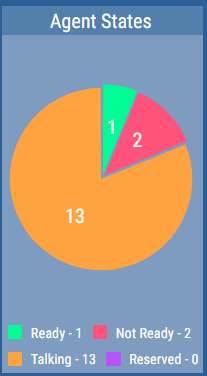 Agent States
1
2
13
Ready - 1 Not Ready - 2
Talking - 13 Reserved - 0